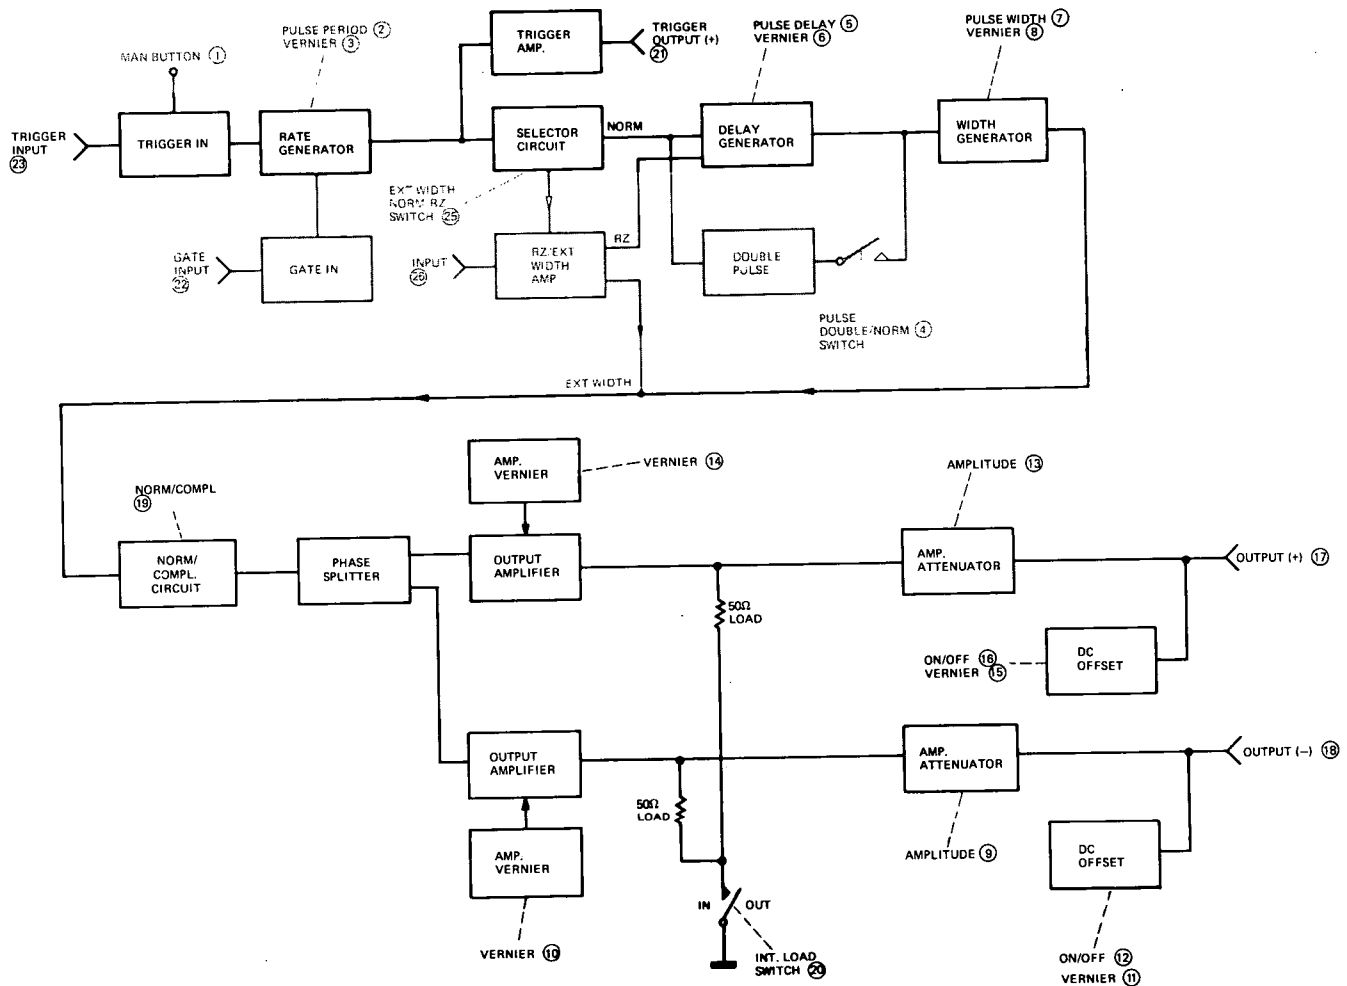 PULSE PERIOD ②
VERNIER ③
MAN BUTTON ①
TRIGGER
INPUT
㉓
TRIGGER IN
RATE
GENERATOR
GATE
INPUT
㉒
GATE IN
TRIGGER
AMP.
TRIGGER
OUTPUT (+)
㉑
SELECTOR
CIRCUIT
NORM
EXT WIDTH
NORM RZ
SWITCH ㉕
INPUT
㉖
RZ/EXT
WIDTH
AMP
RZ
PULSE DELAY ⑤
VERNIER ⑥
DELAY
GENERATOR
DOUBLE
PULSE
PULSE
DOUBLE/NORM ④
SWITCH
PULSE WIDTH ⑦
VERNIER ⑧
WIDTH
GENERATOR
EXT WIDTH
NORM/COMPL
⑲
NORM/
COMPL.
CIRCUIT
PHASE
SPLITTER
AMP.
VERNIER
VERNIER ⑭
OUTPUT
AMPLIFIER
50Ω
LOAD
AMPLITUDE ⑬
AMP.
ATTENUATOR
OUTPUT (+) ⑰
ON/OFF ⑯
VERNIER ⑮
DC
OFFSET
OUTPUT
AMPLIFIER
50Ω
LOAD
AMP.
VERNIER
VERNIER ⑩
IN
OUT
INT. LOAD
SWITCH ⑳
AMP.
ATTENUATOR
AMPLITUDE ⑨
OUTPUT (−) ⑱
DC
OFFSET
ON/OFF ⑫
VERNIER ⑪